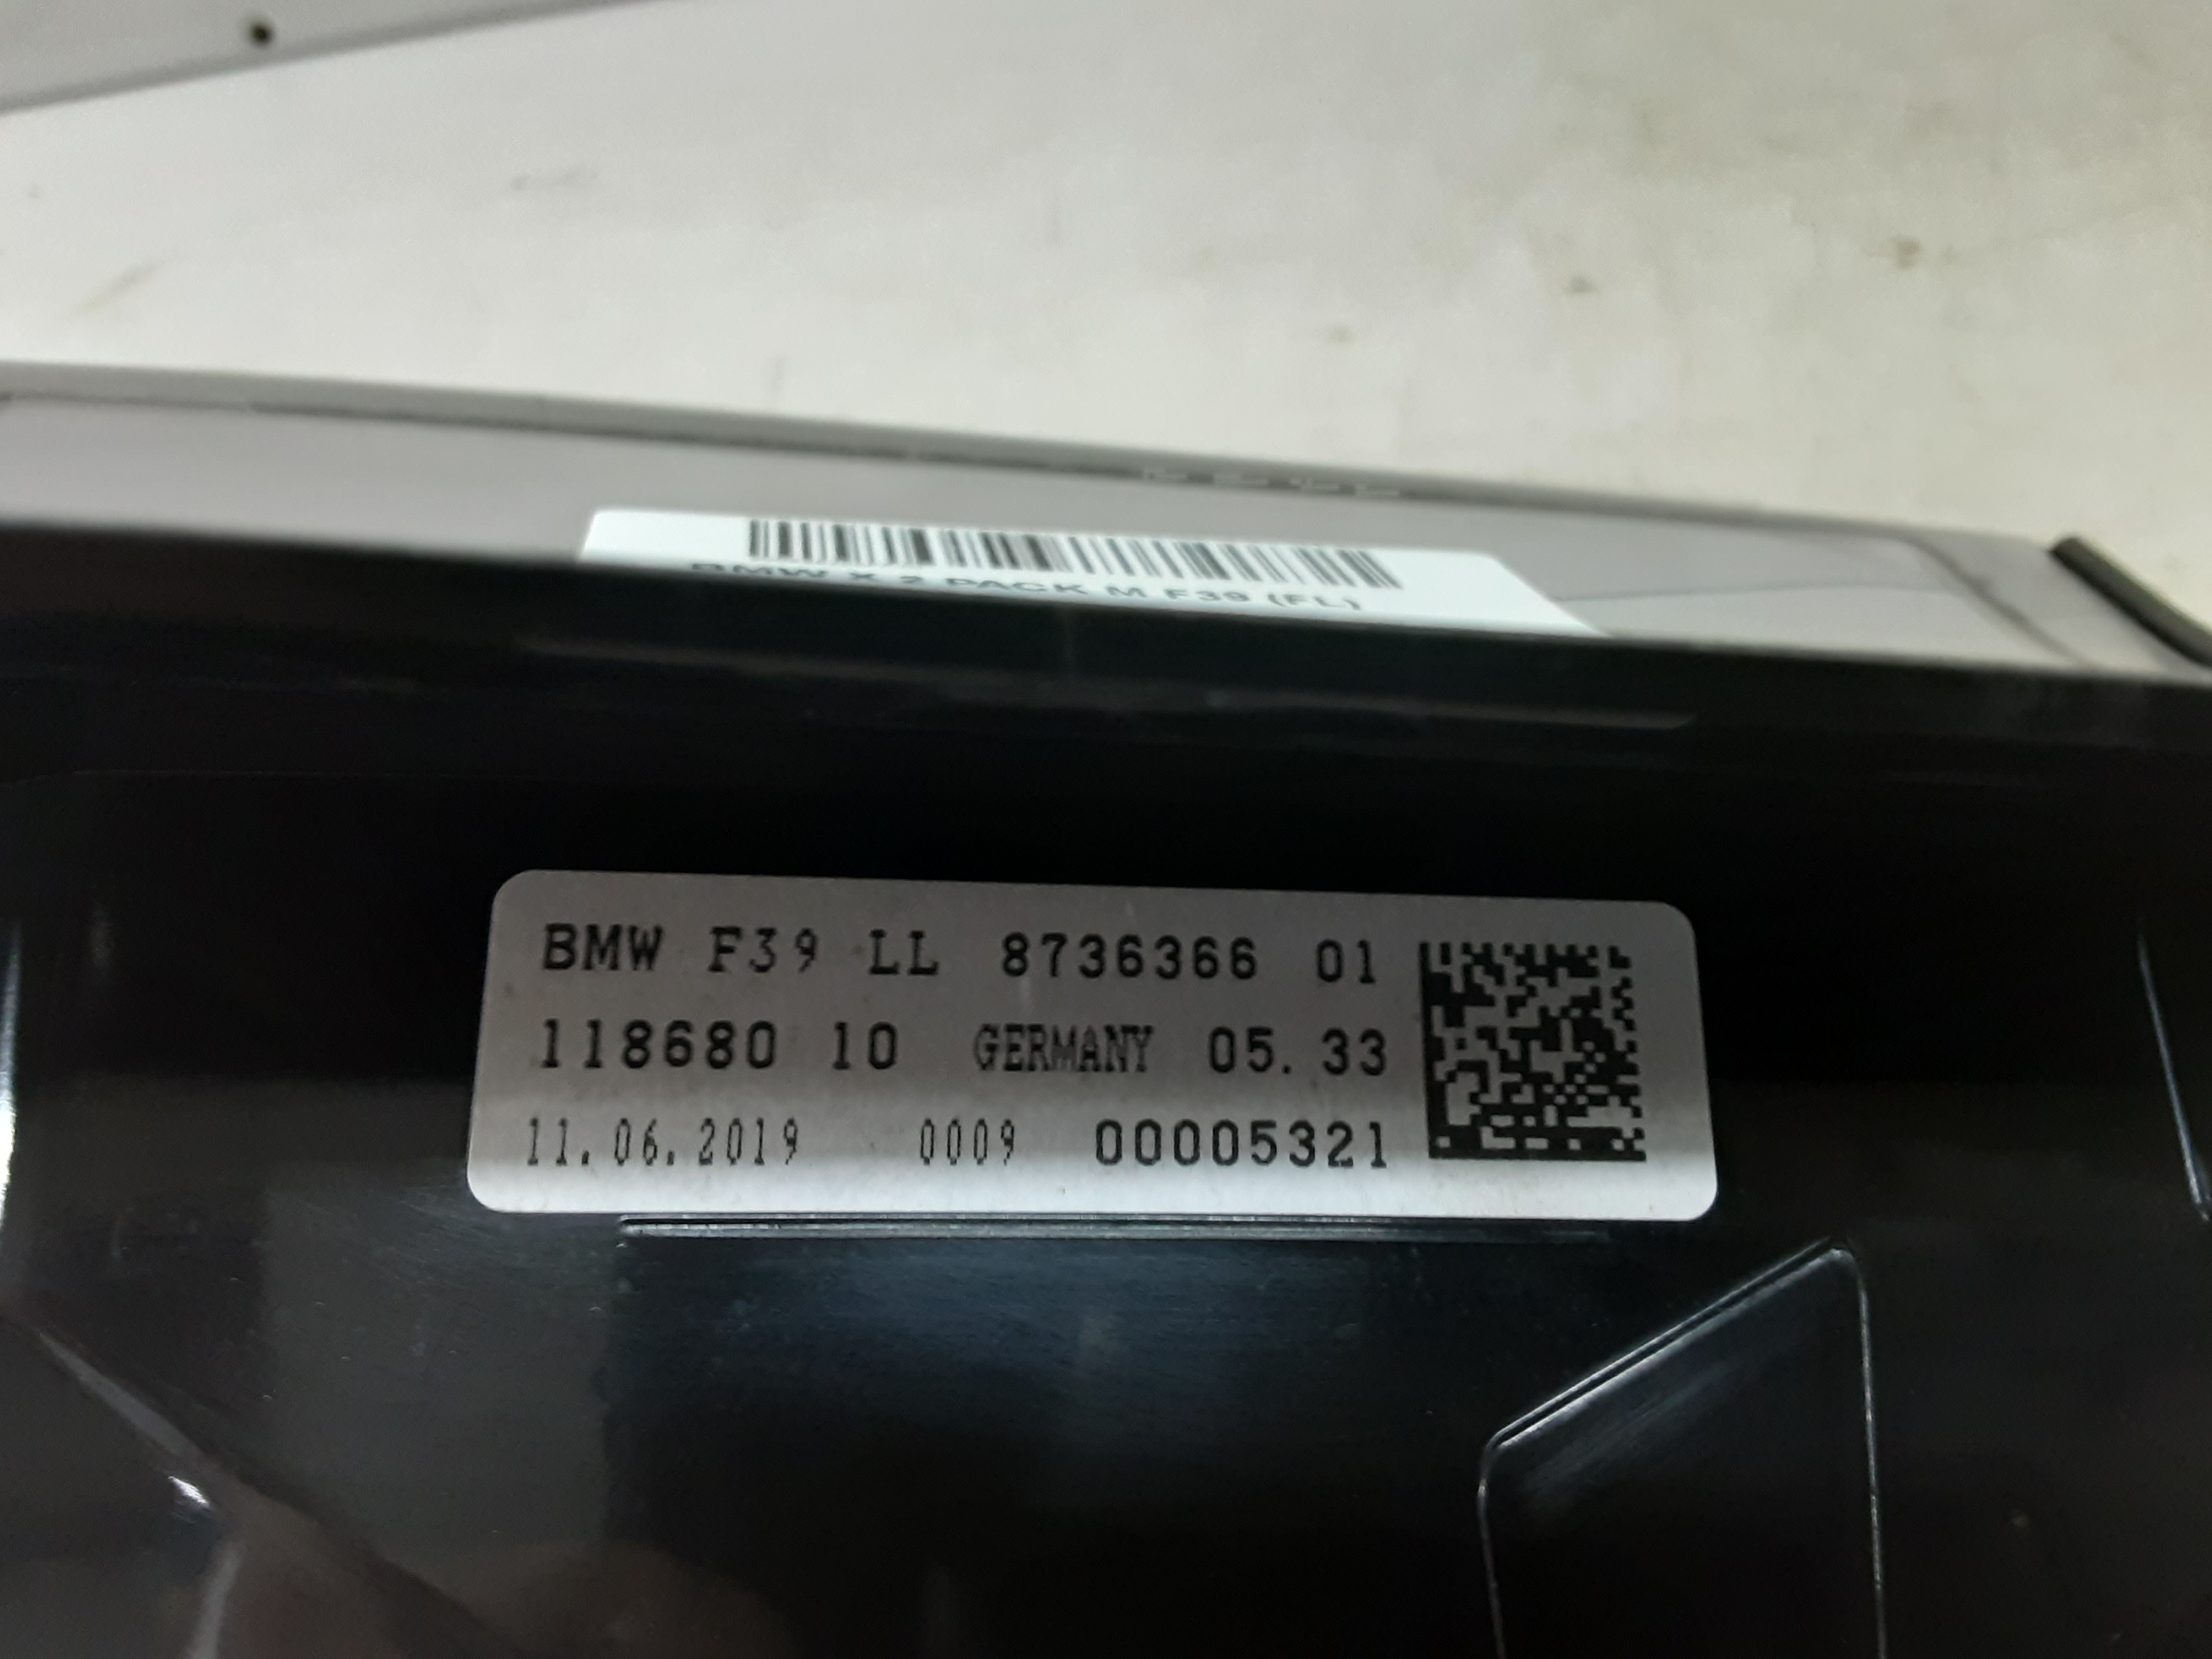 BMW X 2 PACK M F39 (FL)
BMW F39 LL 8736366 01
118680 10 GERMANY 05.33
11.06.2019 0009 00005321